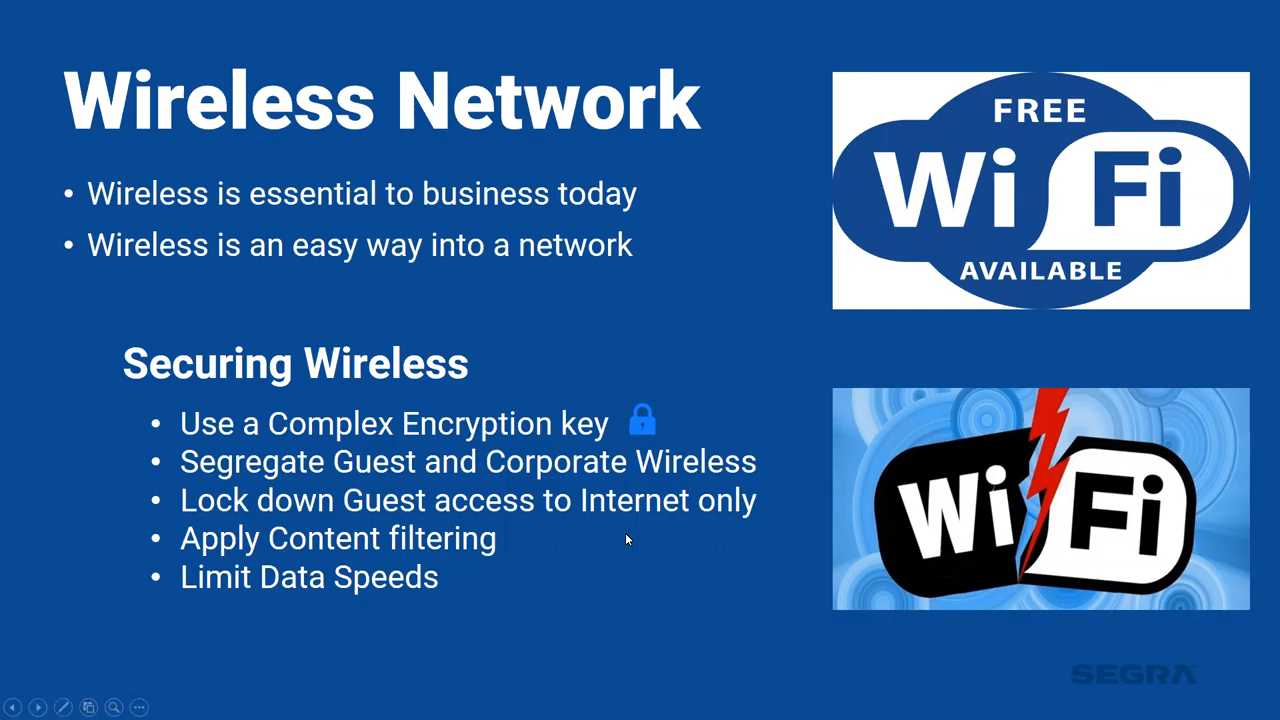 Wireless Network
• Wireless is essential to business today
• Wireless is an easy way into a network
Securing Wireless
• Use a Complex Encryption key
• Segregate Guest and Corporate Wireless
• Lock down Guest access to Internet only
• Apply Content filtering
• Limit Data Speeds
FREE
Wi Fi
AVAILABLE
Wi Fi
SEGRA